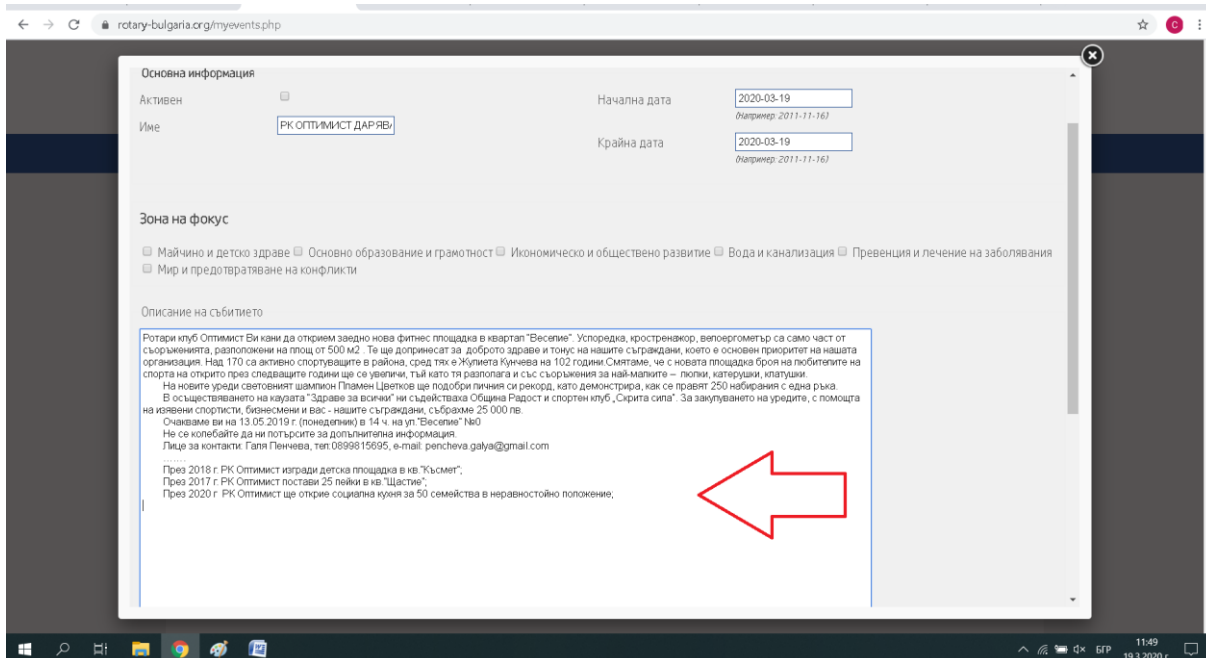 rotary-bulgaria.org/myevents.php
C
Основна информация
Активен
Начална дата
2020-03-19
(Например: 2011-11-16)
Име
РК ОПТИМИСТ ДАРЯВА
Крайна дата
2020-03-19
(Например: 2011-11-16)
Зона на фокус
Майчино и детско здраве Основно образование и грамотност Икономическо и обществено развитие Вода и канализация Превенция и лечение на заболявания
Мир и предотвратяване на конфликти
Описание на събитието
Ротари клуб Оптимист Ви кани да открием заедно нова фитнес площадка в квартал "Веселие". Успоредка, кростренажор, велоергометър са само част от
съоръженията, разположени на площ от 500 м2 . Те ще допринесат за доброто здраве и тонус на нашите съграждани, което е основен приоритет на нашата
организация. Над 170 са активно спортуващите в района, сред тях е Жулиета Кунчева на 102 години.Смятаме, че с новата площадка броя на любителите на
спорта на открито през следващите години ще се увеличи, тъй като тя разполага и със съоръжения за най-малките – люлки, катерушки, клатушки.
На новите уреди световният шампион Пламен Цветков ще подобри личния си рекорд, като демонстрира, как се правят 250 набирания с една ръка.
В осъществяването на каузата "Здраве за всички" ни съдействаха Община Радост и спортен клуб „Скрита сила". За закупуването на уредите, с помощта
на изявени спортисти, бизнесмени и вас - нашите съграждани, събрахме 25 000 лв.
Очакваме ви на 13.05.2019 г. (понеделник) в 14 ч. на ул."Веселие" №0
Не се колебайте да ни потърсите за допълнителна информация.
Лице за контакти: Галя Пенчева, тел:0899815695, e-mail: pencheva.galya@gmail.com
.......
През 2018 г. РК Оптимист изгради детска площадка в кв."Късмет";
През 2017 г. РК Оптимист постави 25 пейки в кв."Щастие";
През 2020 г РК Оптимист ще открие социална кухня за 50 семейства в неравностойно положение;
БГР
11:49
19.3.2020 г.